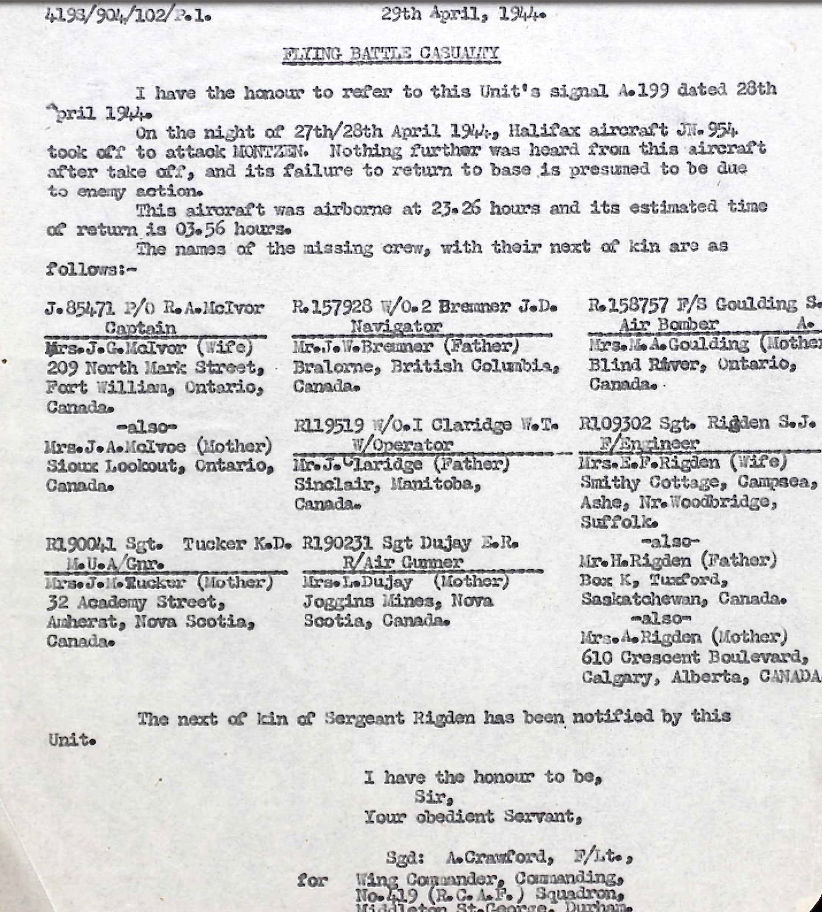 419S/904/102/P.1. 29th April, 1944.
FLYING BATTLE CASUALTY
I have the honour to refer to this Unit's signal A.199 dated 28th
April 1944.
On the night of 27th/28th April 1944, Halifax aircraft JN.954
took off to attack MONTZEN. Nothing further was heard from this aircraft
after take off, and its failure to return to base is presumed to be due
to enemy action.
This aircraft was airborne at 23.26 hours and its estimated time
of return is 03.56 hours.
The names of the missing crew, with their next of kin are as
follows:-
J.85471 P/O R.A.McIvor
Captain
Mrs.J.G.McIvor (Wife)
209 North Mark Street,
Fort William, Ontario,
Canada.
-also-
Mrs.J.A.McIvoe (Mother)
Sioux Lookout, Ontario,
Canada.
R.157928 W/O.2 Bremner J.D.
Navigator
Mr.J.W.Bremner (Father)
Bralorne, British Columbia,
Canada.
R.158757 F/S Goulding S.
Air Bomber A.
Mrs.M.A.Goulding (Mother
Blind River, Ontario,
Canada.
R119519 W/O.I Claridge W.T.
W/Operator
Mr.J.Claridge (Father)
Sinclair, Manitoba,
Canada.
R109302 Sgt. Rigden S.J.
F/Engineer
Mrs.E.F.Rigden (Wife)
Smithy Cottage, Campsea,
Ashe, Nr.Woodbridge,
Suffolk.
-also-
Mr.H.Rigden (Father)
Box K, Tuxford,
Saskatchewan, Canada.
-also-
Mrs.A.Rigden (Mother)
610 Crescent Boulevard,
Calgary, Alberta, CANADA
R190041 Sgt. Tucker K.D.
M.U.A/Gnr.
Mrs.J.M.Tucker (Mother)
32 Academy Street,
Amherst, Nova Scotia,
Canada.
R190231 Sgt Dujay E.R.
R/Air Gunner
Mrs.L.Dujay (Mother)
Joggins Mines, Nova
Scotia, Canada.
The next of kin of Sergeant Rigden has been notified by this
Unit.
I have the honour to be,
Sir,
Your obedient Servant,
Sgd: A.Crawford, F/Lt.,
for Wing Commander, Commanding,
No.419 (R.C.A.F.) Squadron,
Middleton St.George, Durham.